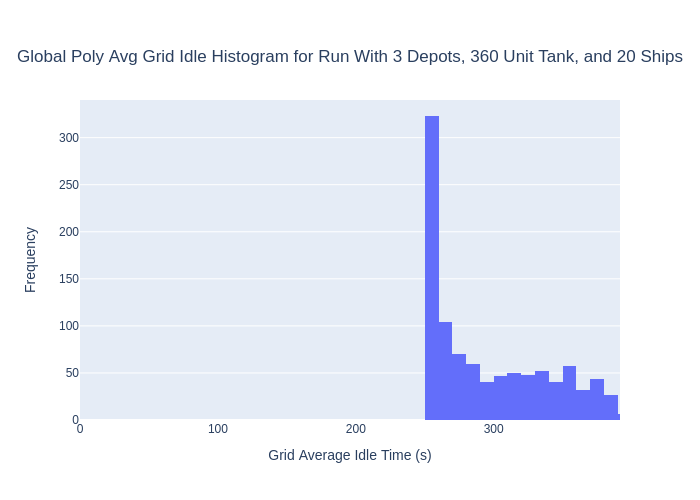 Global Poly Avg Grid Idle Histogram for Run With 3 Depots, 360 Unit Tank, and 20 Ships
300
250
200
150
100
50
0
Frequency
0 100 200 300
Grid Average Idle Time (s)